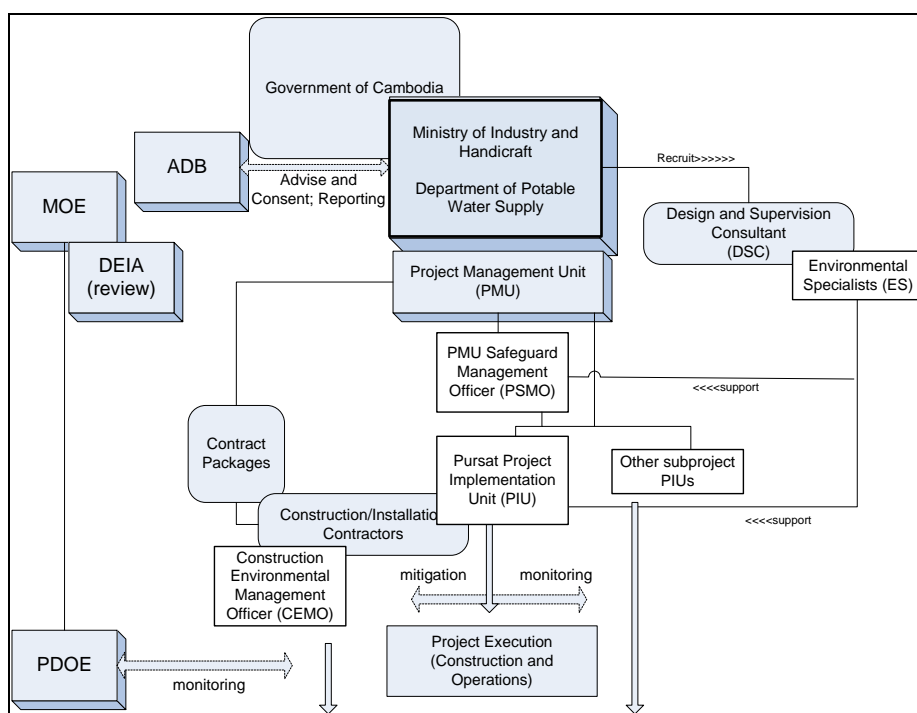 Government of Cambodia
Ministry of Industry and
Handicraft
Department of Potable
Water Supply
ADB
Advise and
Consent; Reporting
Recruit>>>>>>
MOE
DEIA
(review)
Design and Supervision
Consultant
(DSC)
Environmental
Specialists (ES)
Project Management Unit
(PMU)
PMU Safeguard
Management
Officer (PSMO)
<<<<support
Contract
Packages
Pursat Project
Implementation
Unit (PIU)
Other subproject
PIUs
<<<<support
Construction/Installation
Contractors
Construction
Environmental
Management
Officer (CEMO)
mitigation
monitoring
Project Execution
(Construction and
Operations)
PDOE
monitoring